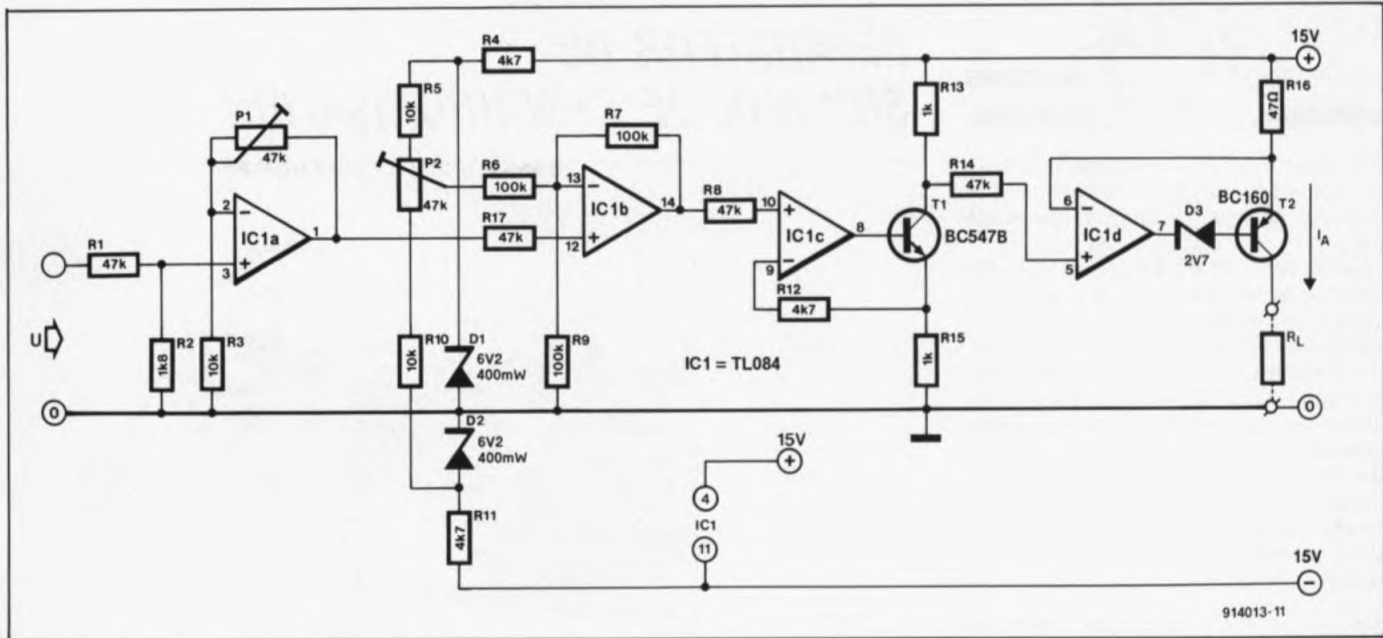 R4
4k7
15V
+
R5
10k
R13
1k
R16
47Ω
P1
47k
R7
100k
P2
47k
R6
100k
R14
47k
6
−
BC160
T2
13
−
IC1b
14
R8
47k
10
+
IC1c
8
T1
BC547B
IC1d
7
D3
2V7
I A
2
−
IC1a
1
R17
47k
12
+
+
5
R1
47k
+
3
−
9
R12
4k7
U
R2
1k8
R3
10k
R10
10k
D1
6V2
400mW
R9
100k
IC1 = TL084
R15
1k
R L
0
0
D2
6V2
400mW
15V
+
4
IC1
11
R11
4k7
15V
−
914013-11